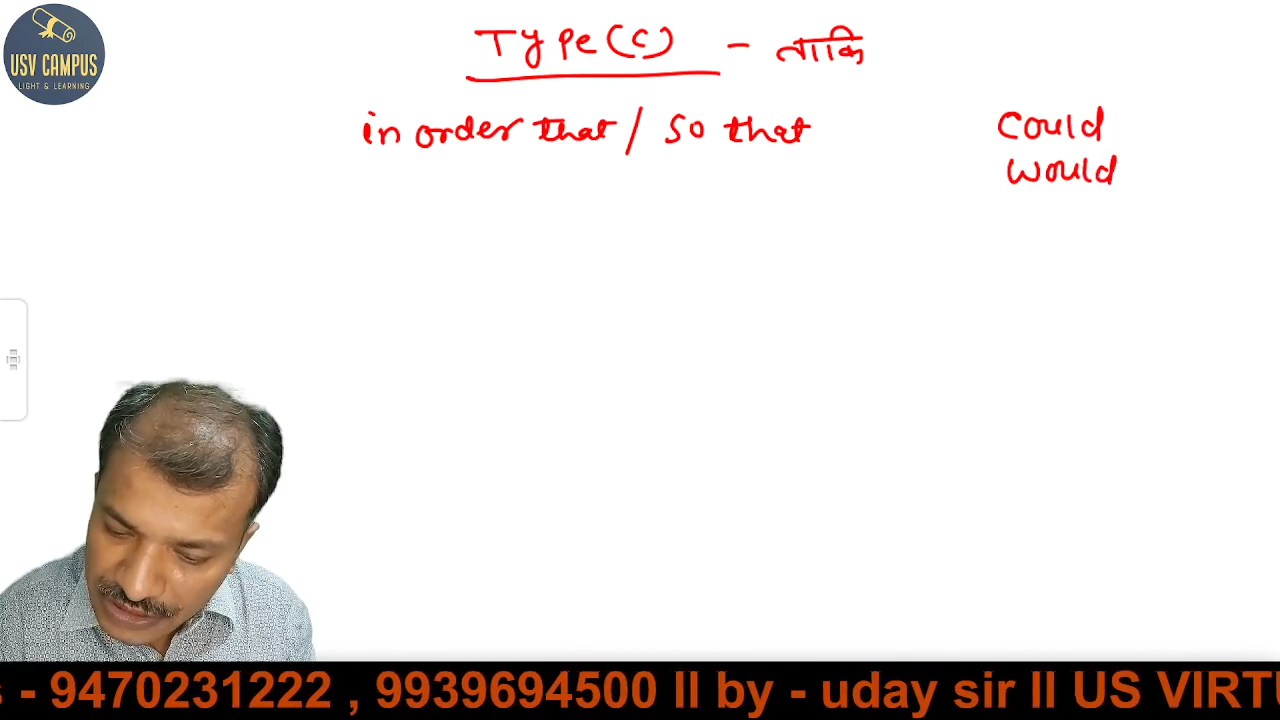 USV CAMPUS
LIGHT & LEARNING
Type (C) - ताकि
in order that / so that could
would
- 9470231222 , 9939694500 ll by - uday sir ll US VIRTU